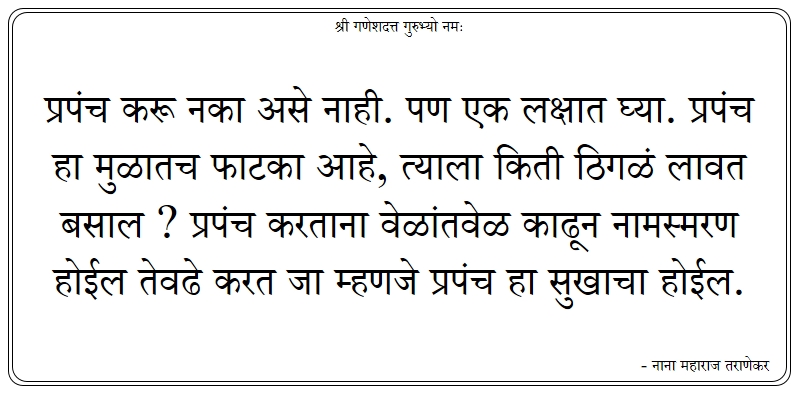 श्री गणेशदत्त गुरुभ्यो नमः
प्रपंच करू नका असे नाही. पण एक लक्षात घ्या. प्रपंच
हा मुळातच फाटका आहे, त्याला किती ठिगळं लावत
बसाल ? प्रपंच करताना वेळांतवेळ काढून नामस्मरण
होईल तेवढे करत जा म्हणजे प्रपंच हा सुखाचा होईल.
- नाना महाराज तराणेकर